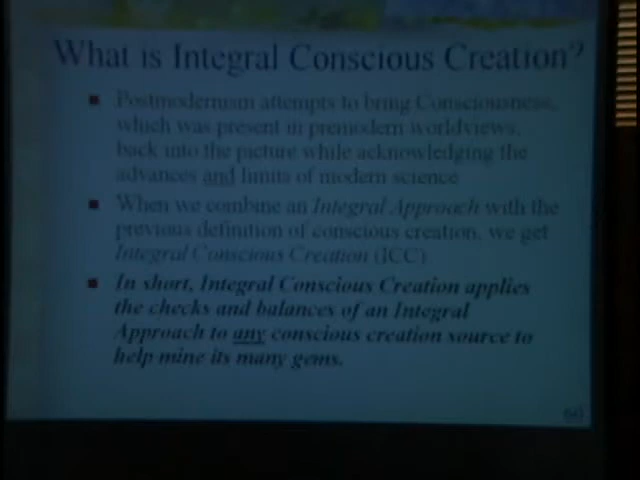 What is Integral Conscious Creation?
Postmodernism attempts to bring Consciousness,
which was present in premodern worldviews,
back into the picture while acknowledging the
advances and limits of modern science
When we combine an Integral Approach with the
previous definition of conscious creation, we get
Integral Conscious Creation (ICC)
In short, Integral Conscious Creation applies
the checks and balances of an Integral
Approach to any conscious creation source to
help mine its many gems.
60